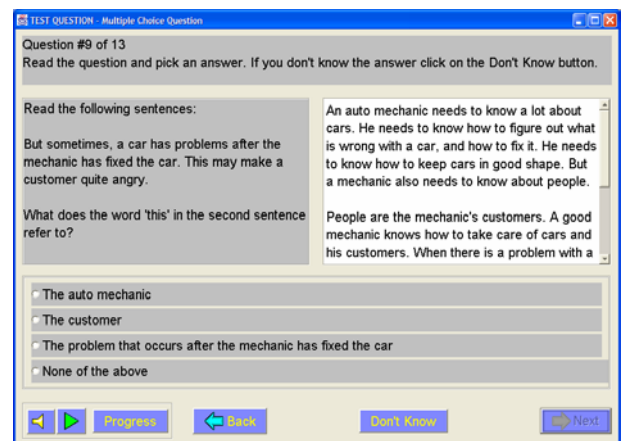 TEST QUESTION - Multiple Choice Question
Question #9 of 13
Read the question and pick an answer. If you don't know the answer click on the Don't Know button.
Read the following sentences:
But sometimes, a car has problems after the
mechanic has fixed the car. This may make a
customer quite angry.
What does the word 'this' in the second sentence
refer to?
An auto mechanic needs to know a lot about
cars. He needs to know how to figure out what
is wrong with a car, and how to fix it. He needs
to know how to keep cars in good shape. But
a mechanic also needs to know about people.
People are the mechanic's customers. A good
mechanic knows how to take care of cars and
his customers. When there is a problem with a
The auto mechanic
The customer
The problem that occurs after the mechanic has fixed the car
None of the above
Progress
Back
Don't Know
Next